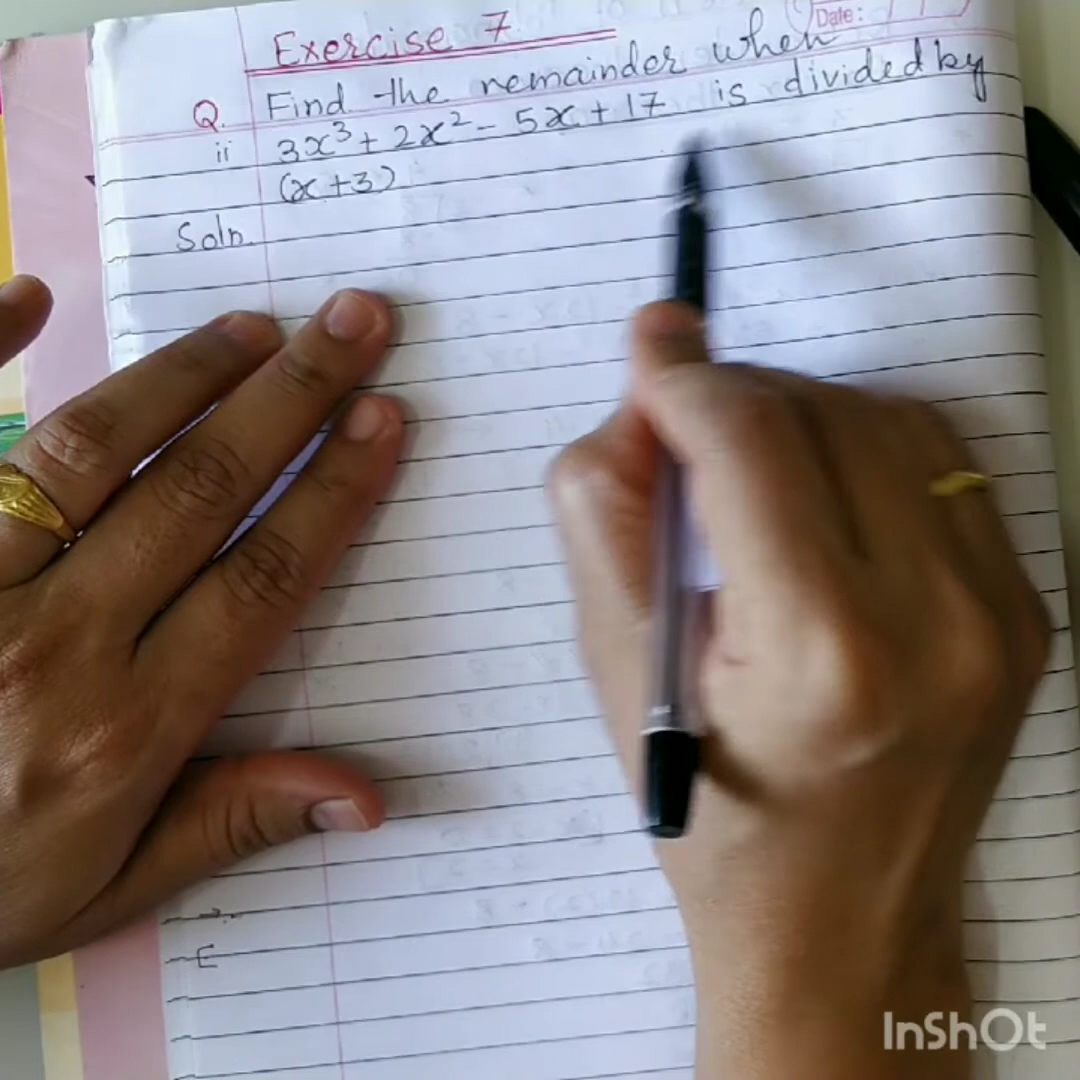 Date:
Exercise 7
Q. Find the remainder when
ii 3x³ + 2x² - 5x + 17 is divided by
(x + 3)
Soln.
InShOt